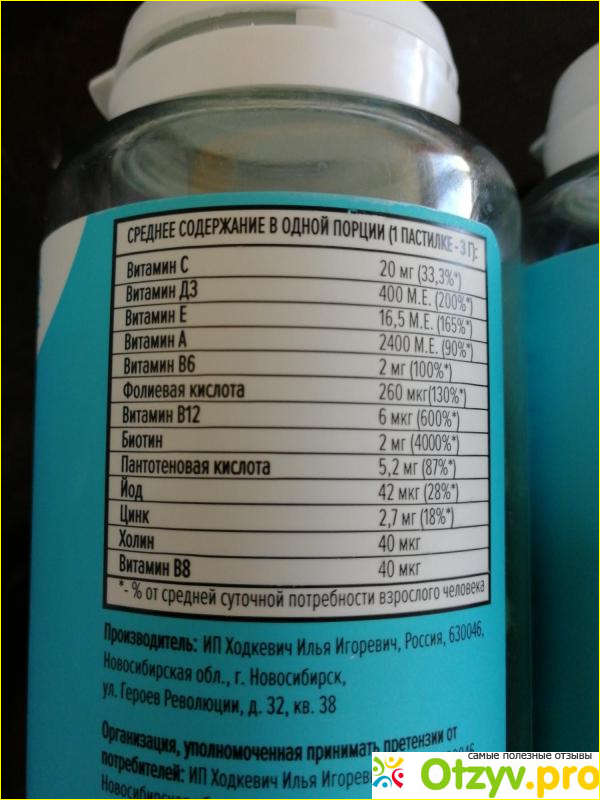 СРЕДНЕЕ СОДЕРЖАНИЕ В ОДНОЙ ПОРЦИИ (1 ПАСТИЛКЕ - 3 Г):
Витамин С 20 мг (33,3%*)
Витамин Д3 400 М.Е. (200%*)
Витамин Е 16,5 М.Е. (165%*)
Витамин А 2400 М.Е. (90%*)
Витамин В6 2 мг (100%*)
Фолиевая кислота 260 мкг(130%*)
Витамин В12 6 мкг (600%*)
Биотин 2 мг (4000%*)
Пантотеновая кислота 5,2 мг (87%*)
Йод 42 мкг (28%*)
Цинк 2,7 мг (18%*)
Холин 40 мкг
Витамин В8 40 мкг
*- % от средней суточной потребности взрослого человека
Производитель: ИП Ходкевич Илья Игоревич, Россия, 630046,
Новосибирская обл., г. Новосибирск,
ул. Героев Революции, д. 32, кв. 38
Организация, уполномоченная принимать претензии от
потребителей: ИП Ходкевич Илья
самые полезные отзывы
Otzyv.pro